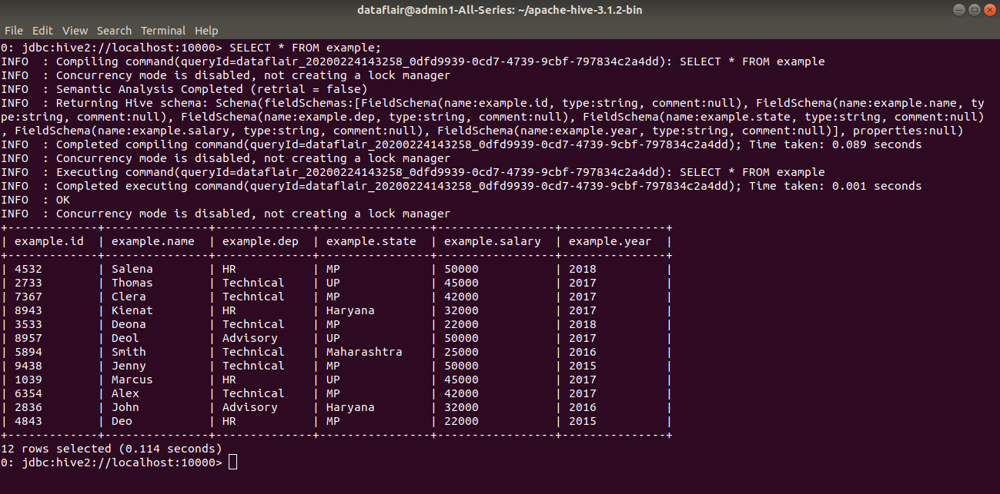 dataflair@admin1-All-Series: ~/apache-hive-3.1.2-bin
File Edit View Search Terminal Help
0: jdbc:hive2://localhost:10000> SELECT * FROM example;
INFO  : Compiling command(queryId=dataflair_20200224143258_0dfd9939-0cd7-4739-9cbf-797834c2a4dd): SELECT * FROM example
INFO  : Concurrency mode is disabled, not creating a lock manager
INFO  : Semantic Analysis Completed (retrial = false)
INFO  : Returning Hive schema: Schema(fieldSchemas:[FieldSchema(name:example.id, type:string, comment:null), FieldSchema(name:example.name, ty
pe:string, comment:null), FieldSchema(name:example.dep, type:string, comment:null), FieldSchema(name:example.state, type:string, comment:null)
, FieldSchema(name:example.salary, type:string, comment:null), FieldSchema(name:example.year, type:string, comment:null)], properties:null)
INFO  : Completed compiling command(queryId=dataflair_20200224143258_0dfd9939-0cd7-4739-9cbf-797834c2a4dd); Time taken: 0.089 seconds
INFO  : Concurrency mode is disabled, not creating a lock manager
INFO  : Executing command(queryId=dataflair_20200224143258_0dfd9939-0cd7-4739-9cbf-797834c2a4dd): SELECT * FROM example
INFO  : Completed executing command(queryId=dataflair_20200224143258_0dfd9939-0cd7-4739-9cbf-797834c2a4dd); Time taken: 0.001 seconds
INFO  : OK
INFO  : Concurrency mode is disabled, not creating a lock manager
+-------------+---------------+--------------+----------------+-----------------+---------------+
| example.id  | example.name  | example.dep  | example.state  | example.salary  | example.year  |
+-------------+---------------+--------------+----------------+-----------------+---------------+
| 4532        | Salena        | HR           | MP             | 50000           | 2018          |
| 2733        | Thomas        | Technical    | UP             | 45000           | 2017          |
| 7367        | Clera         | Technical    | MP             | 42000           | 2017          |
| 8943        | Kienat        | HR           | Haryana        | 32000           | 2017          |
| 3533        | Deona         | Technical    | MP             | 22000           | 2018          |
| 8957        | Deol          | Advisory     | UP             | 50000           | 2017          |
| 5894        | Smith         | Technical    | Maharashtra    | 25000           | 2016          |
| 9438        | Jenny         | Technical    | MP             | 50000           | 2015          |
| 1039        | Marcus        | HR           | UP             | 45000           | 2017          |
| 6354        | Alex          | Technical    | MP             | 42000           | 2017          |
| 2836        | John          | Advisory     | Haryana        | 32000           | 2016          |
| 4843        | Deo           | HR           | MP             | 22000           | 2015          |
+-------------+---------------+--------------+----------------+-----------------+---------------+
12 rows selected (0.114 seconds)
0: jdbc:hive2://localhost:10000>